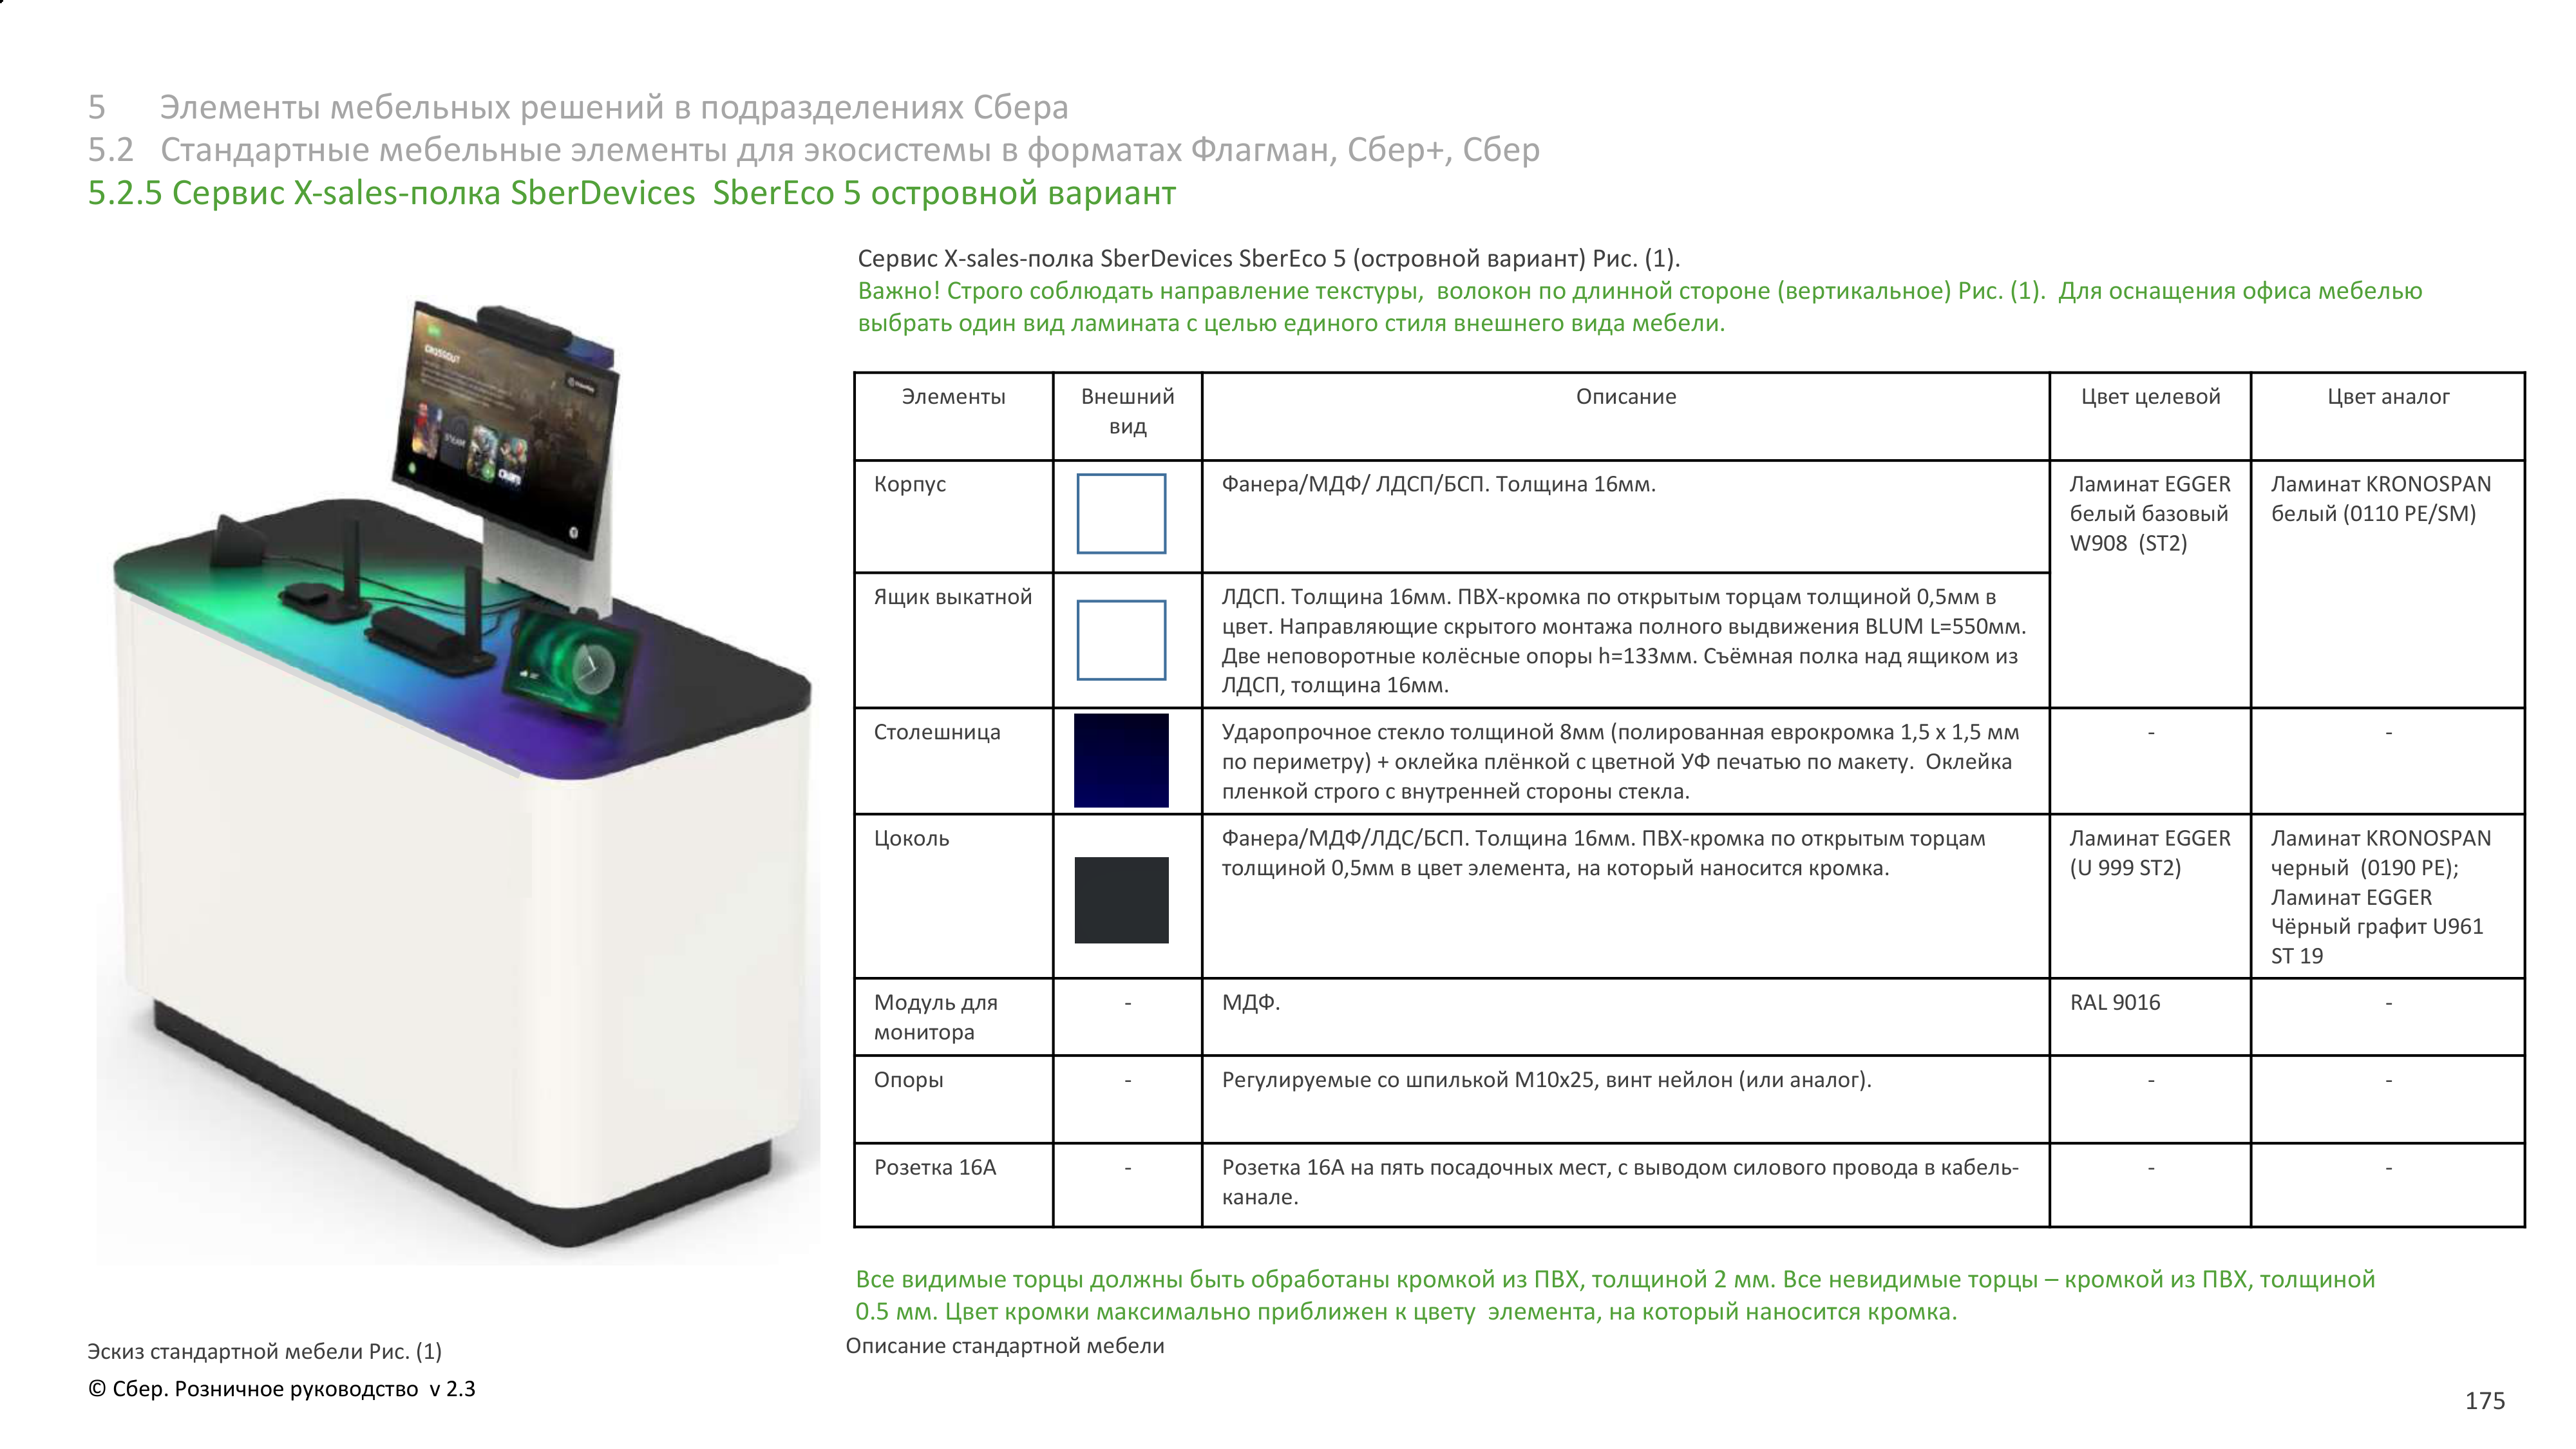 5 Элементы мебельных решений в подразделениях Сбера
5.2 Стандартные мебельные элементы для экосистемы в форматах Флагман, Сбер+, Сбер
5.2.5 Сервис X-sales-полка SberDevices SberEco 5 островной вариант
Сервис X-sales-полка SberDevices SberEco 5 (островной вариант) Рис. (1).
Важно! Строго соблюдать направление текстуры, волокон по длинной стороне (вертикальное) Рис. (1). Для оснащения офиса мебелью
выбрать один вид ламината с целью единого стиля внешнего вида мебели.
CROSSOUT
STEAM
Элементы
Внешний
вид
Описание
Цвет целевой
Цвет аналог
Корпус
Фанера/МДФ/ ЛДСП/БСП. Толщина 16мм.
Ламинат EGGER
белый базовый
W908 (ST2)
Ламинат KRONOSPAN
белый (0110 PE/SM)
Ящик выкатной
ЛДСП. Толщина 16мм. ПВХ-кромка по открытым торцам толщиной 0,5мм в
цвет. Направляющие скрытого монтажа полного выдвижения BLUM L=550мм.
Две неповоротные колёсные опоры h=133мм. Съёмная полка над ящиком из
ЛДСП, толщина 16мм.
Столешница
Ударопрочное стекло толщиной 8мм (полированная еврокромка 1,5 х 1,5 мм
по периметру) + оклейка плёнкой с цветной УФ печатью по макету. Оклейка
пленкой строго с внутренней стороны стекла.
-
-
Цоколь
Фанера/МДФ/ЛДС/БСП. Толщина 16мм. ПВХ-кромка по открытым торцам
толщиной 0,5мм в цвет элемента, на который наносится кромка.
Ламинат EGGER
(U 999 ST2)
Ламинат KRONOSPAN
черный (0190 PE);
Ламинат EGGER
Чёрный графит U961
ST 19
Модуль для
монитора
-
МДФ.
RAL 9016
-
Опоры
-
Регулируемые со шпилькой М10х25, винт нейлон (или аналог).
-
-
Розетка 16А
-
Розетка 16А на пять посадочных мест, с выводом силового провода в кабель-
канале.
-
-
Все видимые торцы должны быть обработаны кромкой из ПВХ, толщиной 2 мм. Все невидимые торцы – кромкой из ПВХ, толщиной
0.5 мм. Цвет кромки максимально приближен к цвету элемента, на который наносится кромка.
Описание стандартной мебели
Эскиз стандартной мебели Рис. (1)
© Сбер. Розничное руководство v 2.3
175